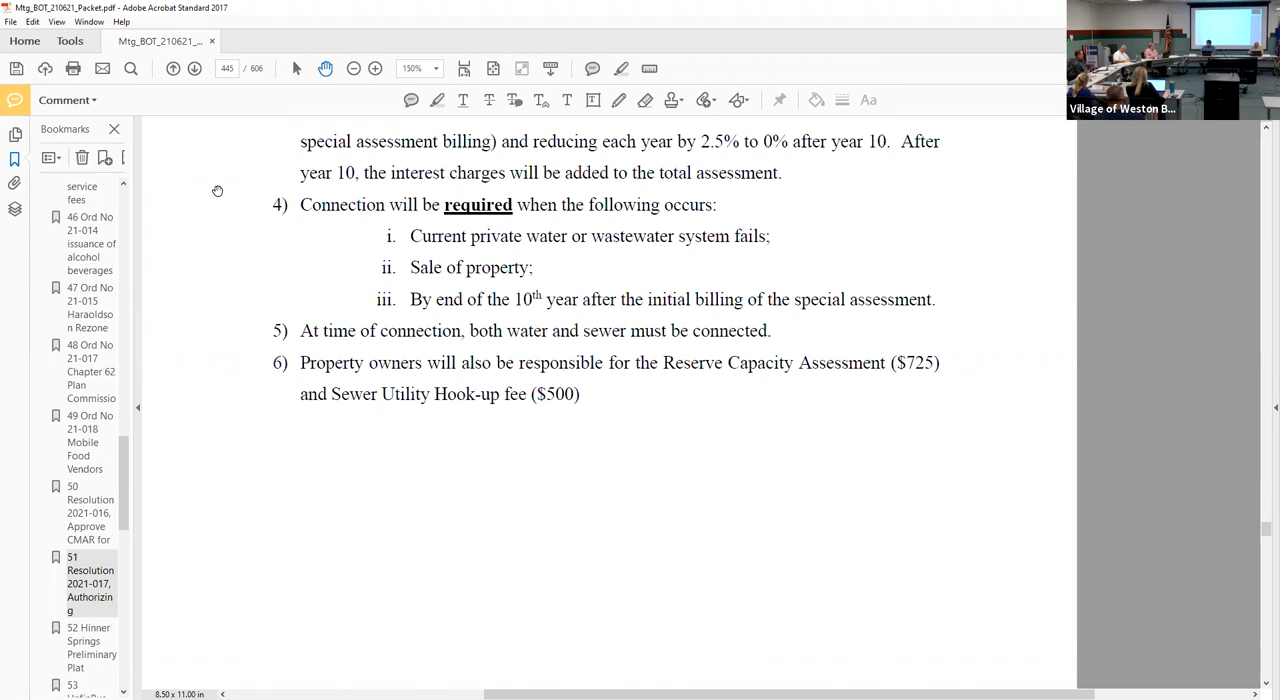 Mtg_BOT_210621_Packet.pdf - Adobe Acrobat Standard 2017
File Edit View Window Help
Home Tools Mtg_BOT_210621_... ×
445 / 606 150%
Comment
Bookmarks
service
fees
46 Ord No
21-014
issuance of
alcohol
beverages
47 Ord No
21-015
Haraoldso
n Rezone
48 Ord No
21-017
Chapter 62
Plan
Commissio
49 Ord No
21-018
Mobile
Food
Vendors
50
Resolution
2021-016,
Approve
CMAR for
51
Resolution
2021-017,
Authorizin
g
52 Hinner
Springs
Preliminary
Plat
53
special assessment billing) and reducing each year by 2.5% to 0% after year 10. After
year 10, the interest charges will be added to the total assessment.
4) Connection will be required when the following occurs:
i. Current private water or wastewater system fails;
ii. Sale of property;
iii. By end of the 10th year after the initial billing of the special assessment.
5) At time of connection, both water and sewer must be connected.
6) Property owners will also be responsible for the Reserve Capacity Assessment ($725)
and Sewer Utility Hook-up fee ($500)
8.50 x 11.00 in
Village of Weston B...